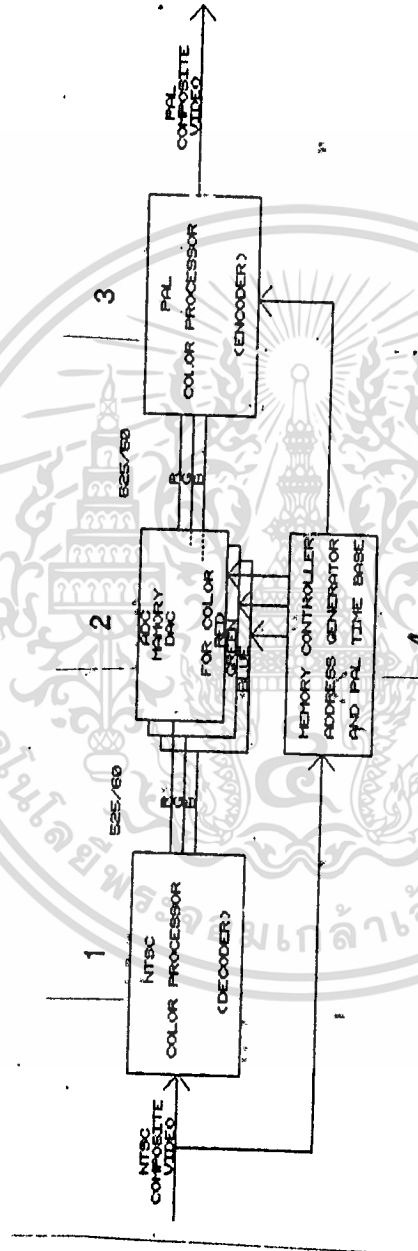 NTSC
COMPOSITE
VIDEO
1
NTSC
COLOR PROCESSOR
(DECODER)
525/60
R
G
B
2
ADC
MEMORY
DAC
FOR COLOR
RED
GREEN
BLUE
625/60
R
G
B
3
PAL
COLOR PROCESSOR
(ENCODER)
PAL
COMPOSITE
VIDEO
MEMORY CONTROLLER
ADDRESS GENERATOR
AND PAL TIME BASE
4